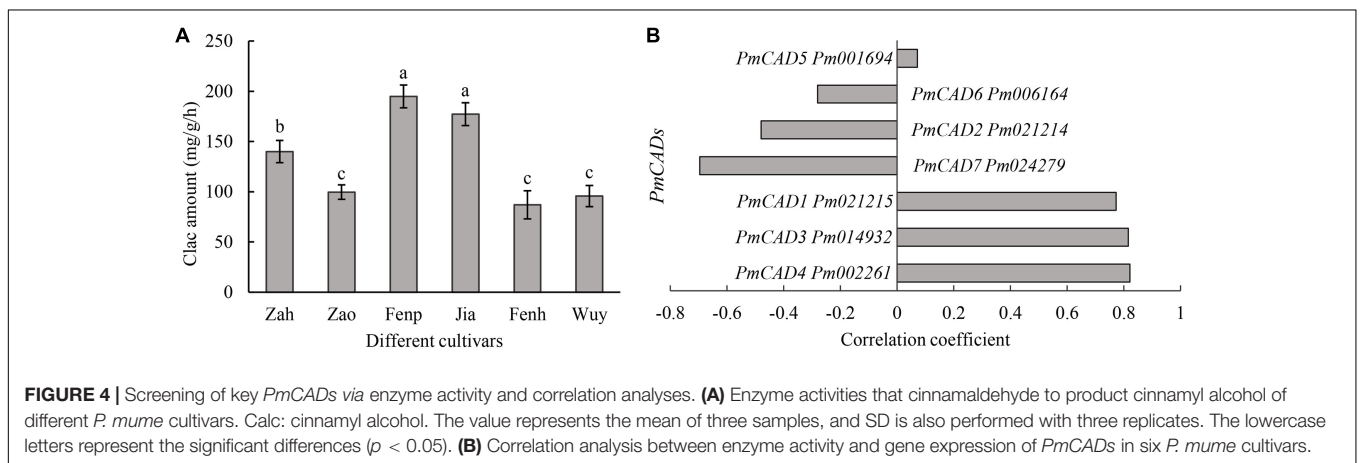 A
250
200
150
100
50
0
Clac amount (mg/g/h)
b
c
a
a
c
c
Zah Zao Fenp Jia Fenh Wuy
Different cultivars
B
PmCADs
PmCAD5 Pm001694
PmCAD6 Pm006164
PmCAD2 Pm021214
PmCAD7 Pm024279
PmCAD1 Pm021215
PmCAD3 Pm014932
PmCAD4 Pm002261
-0.8 -0.6 -0.4 -0.2 0 0.2 0.4 0.6 0.8 1
Correlation coefficient
FIGURE 4 | Screening of key PmCADs via enzyme activity and correlation analyses. (A) Enzyme activities that cinnamaldehyde to product cinnamyl alcohol of
different P. mume cultivars. Calc: cinnamyl alcohol. The value represents the mean of three samples, and SD is also performed with three replicates. The lowercase
letters represent the significant differences (p < 0.05). (B) Correlation analysis between enzyme activity and gene expression of PmCADs in six P. mume cultivars.